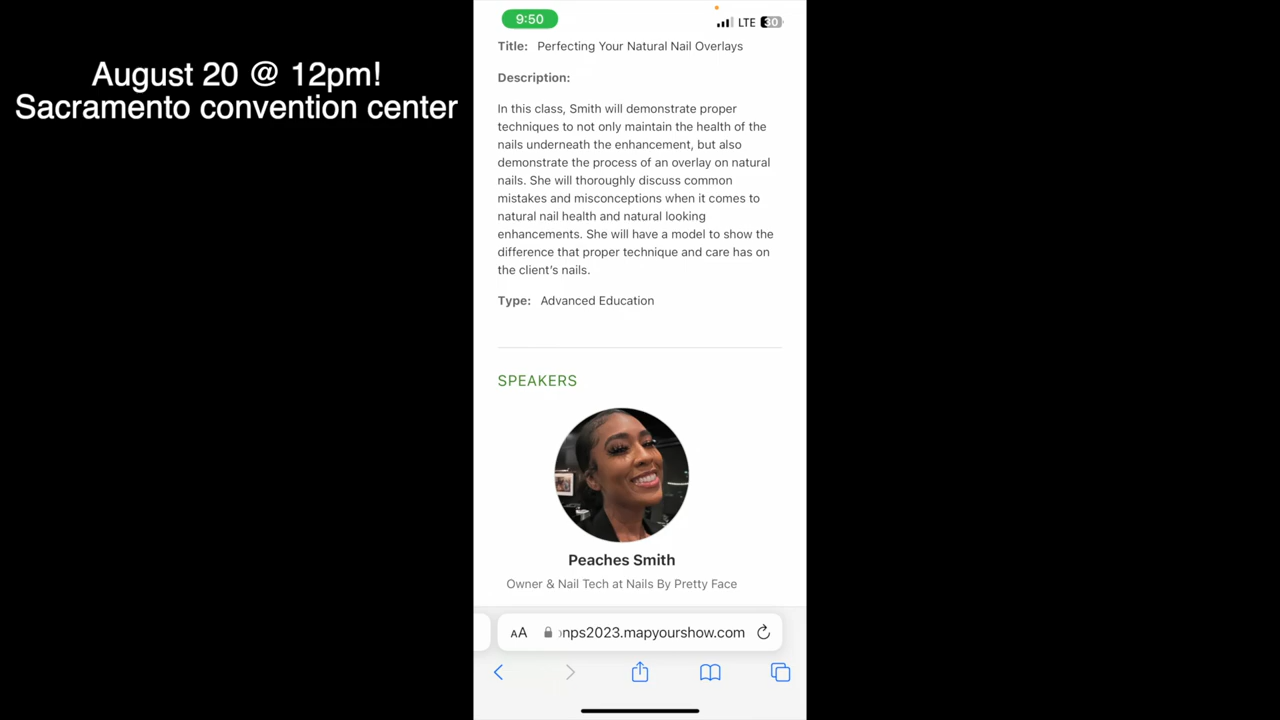 August 20 @ 12pm!
Sacramento convention center
9:50
LTE 30
Title: Perfecting Your Natural Nail Overlays
Description:
In this class, Smith will demonstrate proper
techniques to not only maintain the health of the
nails underneath the enhancement, but also
demonstrate the process of an overlay on natural
nails. She will thoroughly discuss common
mistakes and misconceptions when it comes to
natural nail health and natural looking
enhancements. She will have a model to show the
difference that proper technique and care has on
the client’s nails.
Type: Advanced Education
SPEAKERS
Peaches Smith
Owner & Nail Tech at Nails By Pretty Face
AA nps2023.mapyourshow.com